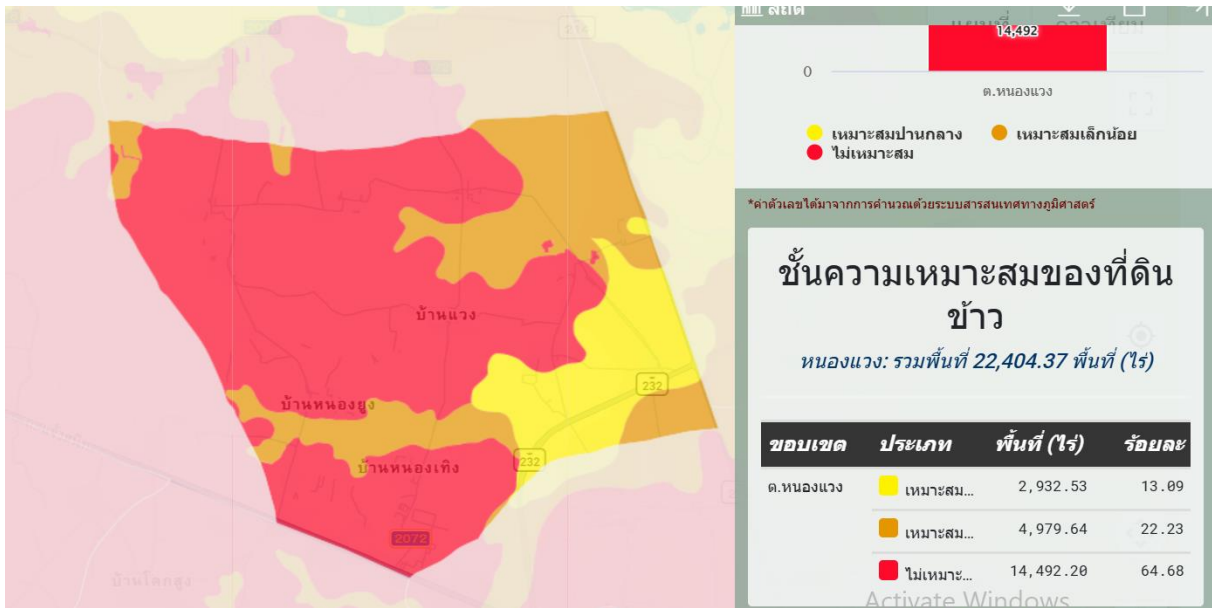 บ้านแวง
232
บ้านหนองยูง
บ้านหนองเทิง
232
2072
บ้านโคกสูง
สถิติ
14,492
0
ต.หนองแวง
เหมาะสมปานกลาง เหมาะสมเล็กน้อย
ไม่เหมาะสม
*ค่าตัวเลขได้มาจากการคำนวณด้วยระบบสารสนเทศทางภูมิศาสตร์
ชั้นความเหมาะสมของที่ดิน
ข้าว
หนองแวง: รวมพื้นที่ 22,404.37 พื้นที่ (ไร่)
ขอบเขต ประเภท พื้นที่ (ไร่) ร้อยละ
ต.หนองแวง เหมาะสม... 2,932.53 13.09
เหมาะสม... 4,979.64 22.23
ไม่เหมาะ... 14,492.20 64.68
Activate Windows